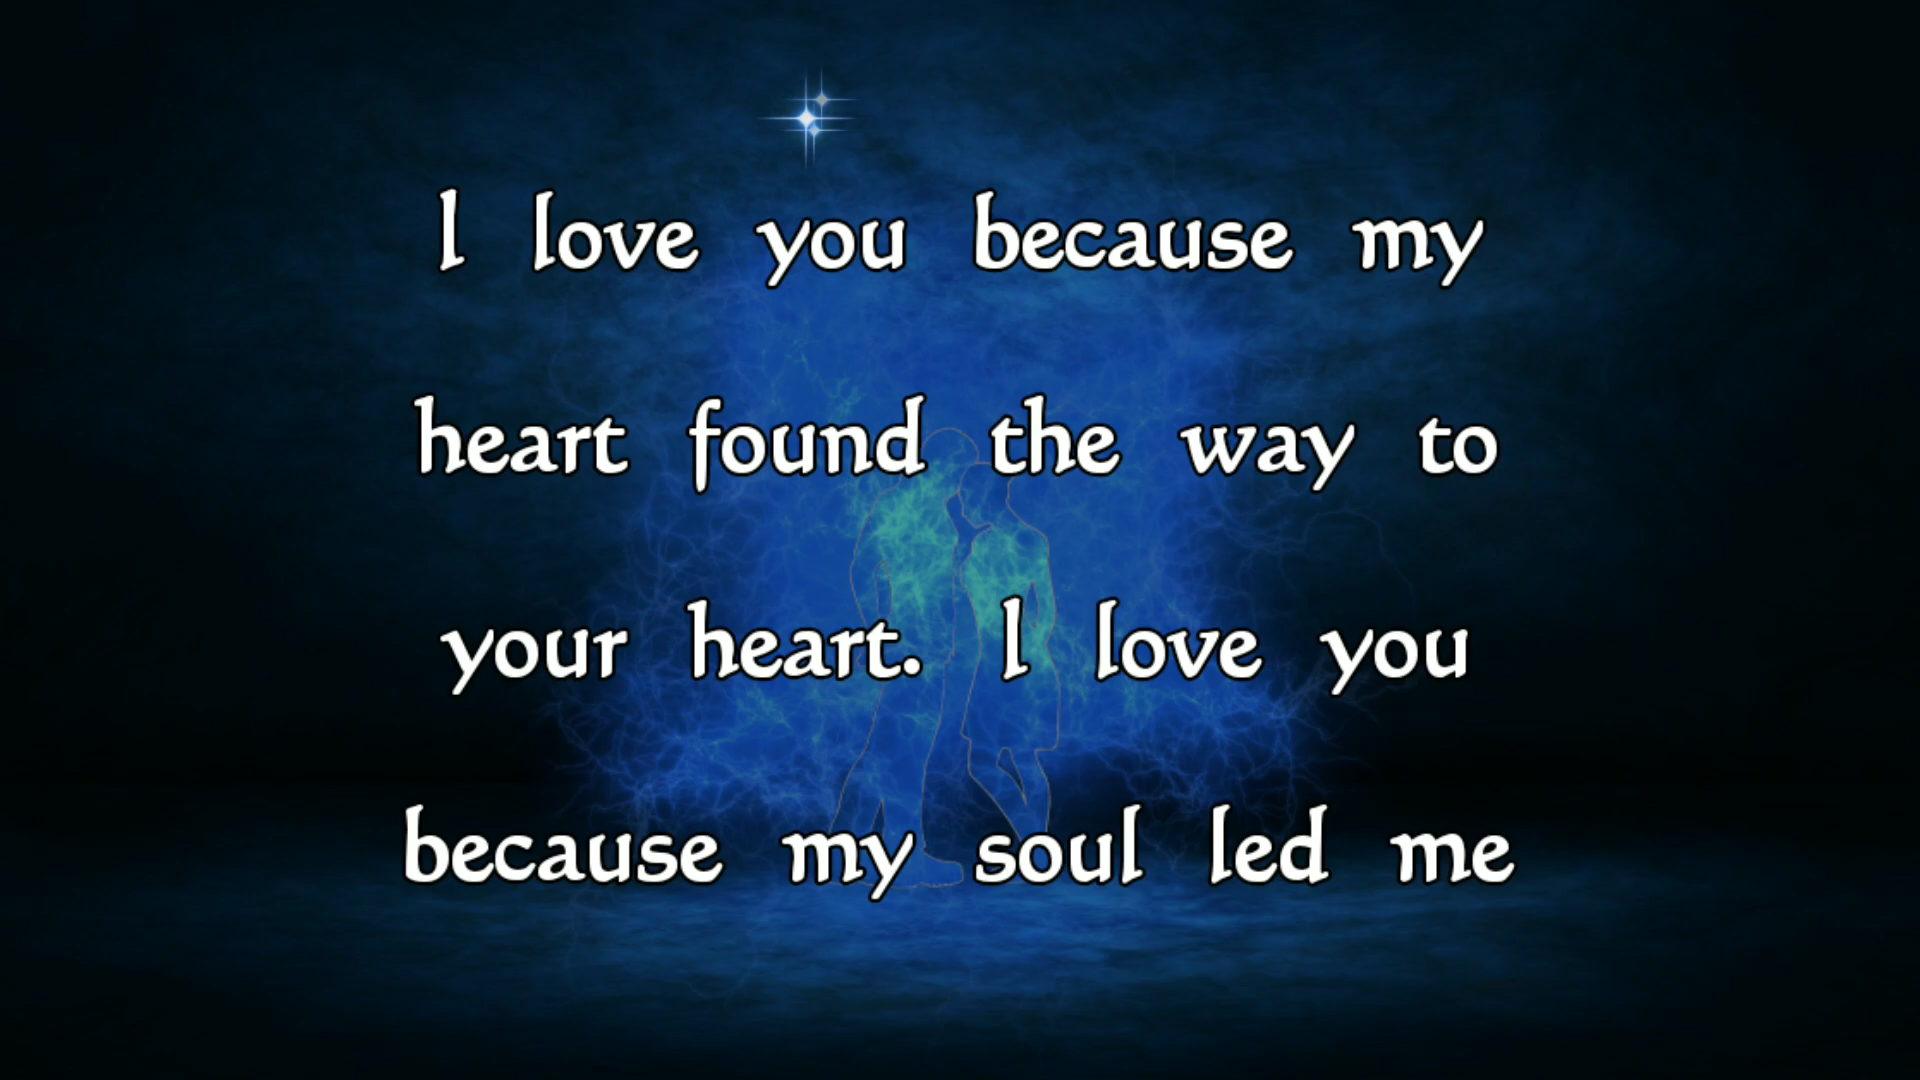 I love you because my
heart found the way to
your heart. I love you
because my soul led me